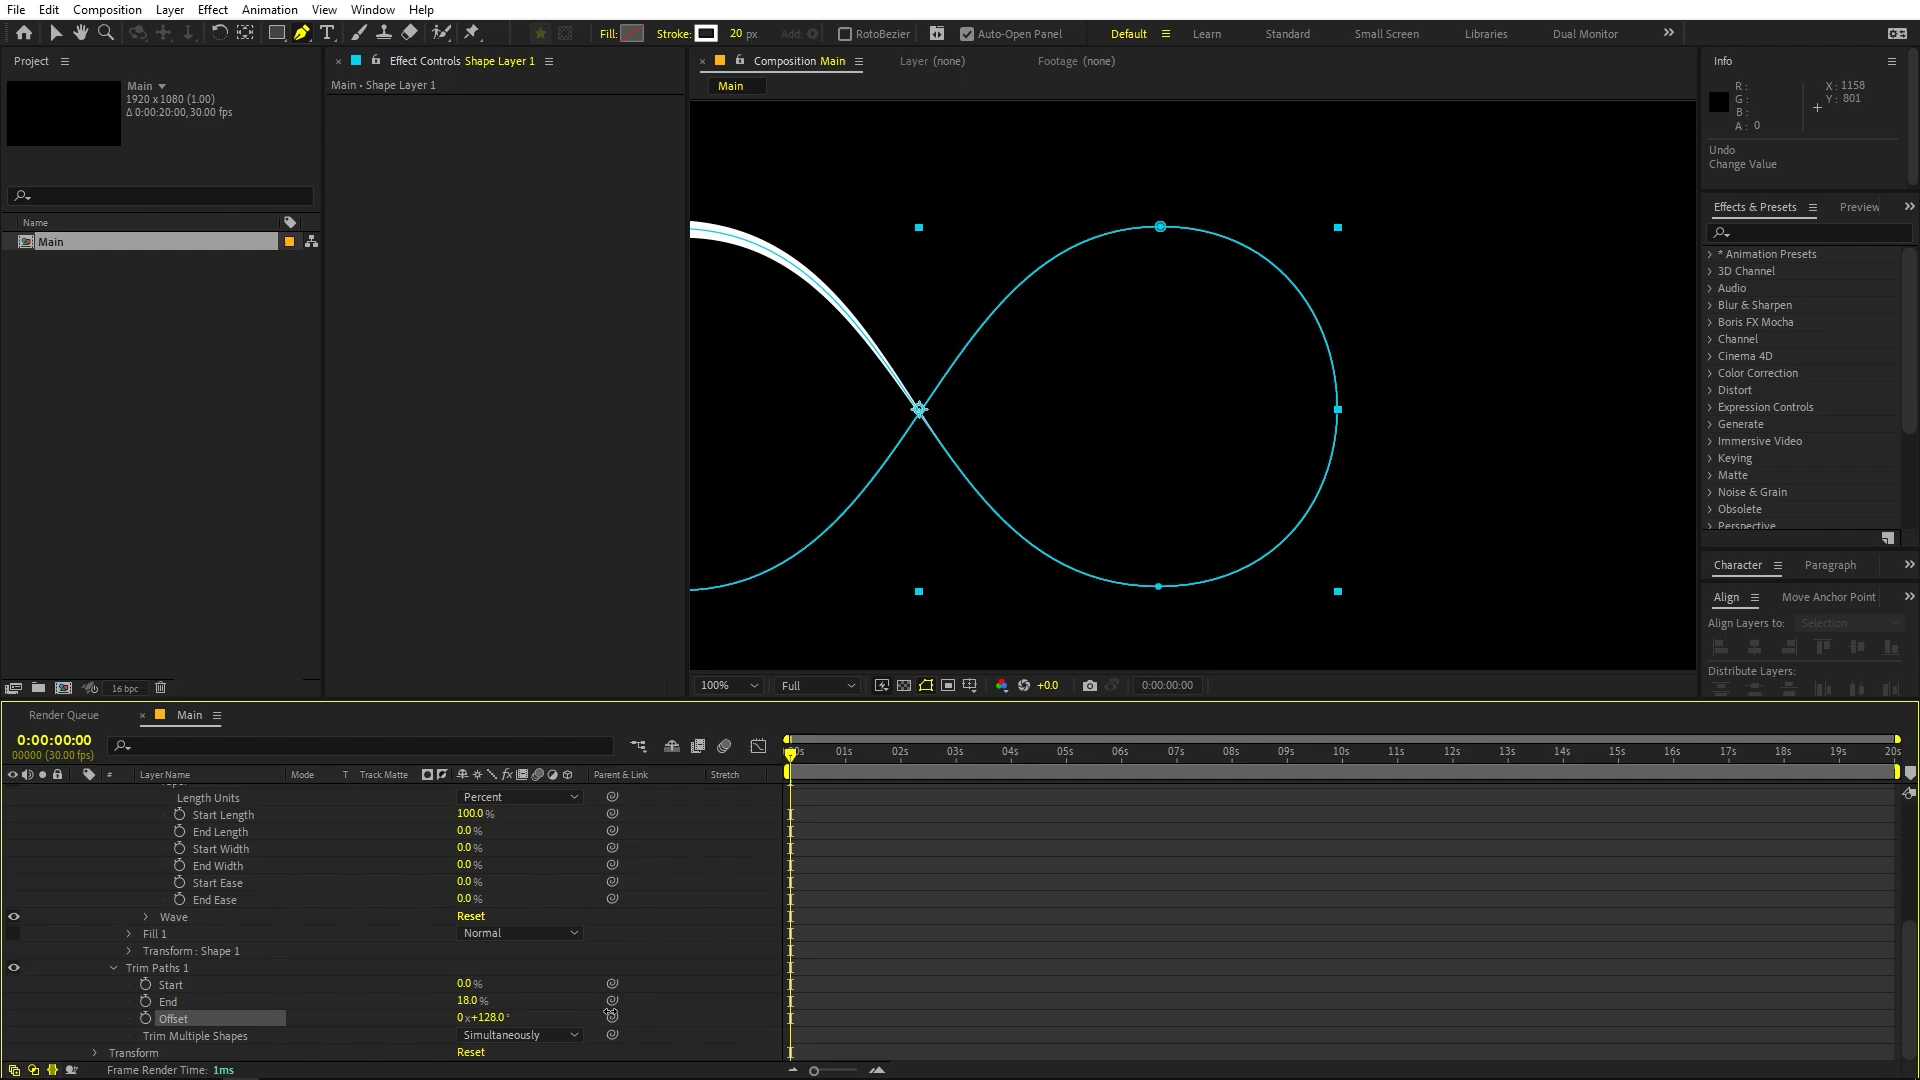 File Edit Composition Layer Effect Animation View Window Help
Fill: Stroke: 20 px Add: RotoBezier Auto-Open Panel Default Learn Standard Small Screen Libraries Dual Monitor
Project
Main
1920 x 1080 (1.00)
Δ 0:00:20:00, 30.00 fps
Name
Main
16 bpc
Effect Controls Shape Layer 1
Main • Shape Layer 1
Composition Main
Layer (none)
Footage (none)
Main
100% Full +0.0 0:00:00:00
Info
R :
G :
B :
A : 0
X : 1158
Y : 801
Undo
Change Value
Effects & Presets
Preview
* Animation Presets
3D Channel
Audio
Blur & Sharpen
Boris FX Mocha
Channel
Cinema 4D
Color Correction
Distort
Expression Controls
Generate
Immersive Video
Keying
Matte
Noise & Grain
Obsolete
Perspective
Character
Paragraph
Align
Move Anchor Point
Align Layers to: Selection
Distribute Layers:
Render Queue
Main
0:00:00:00
00000 (30.00 fps)
# Layer Name Mode T Track Matte fx Parent & Link Stretch
01s 02s 03s 04s 05s 06s 07s 08s 09s 10s 11s 12s 13s 14s 15s 16s 17s 18s 19s 20s
Length Units Percent
Start Length 100.0 %
End Length 0.0 %
Start Width 0.0 %
End Width 0.0 %
Start Ease 0.0 %
End Ease 0.0 %
Wave Reset
Fill 1 Normal
Transform : Shape 1
Trim Paths 1
Start 0.0 %
End 18.0 %
Offset 0 x+128.0 °
Trim Multiple Shapes Simultaneously
Transform Reset
Frame Render Time: 1ms